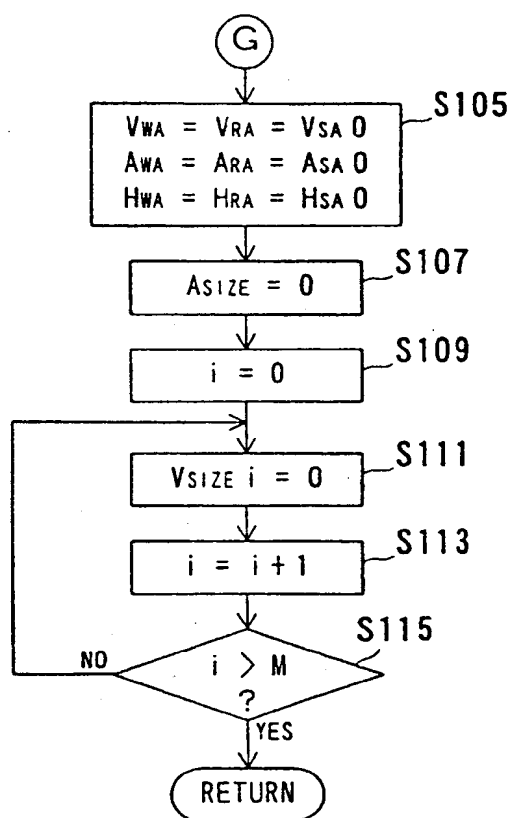 G
S105
VWA = VRA = VSA 0
AWA = ARA = ASA 0
HWA = HRA = HSA 0
S107
ASIZE = 0
S109
i = 0
S111
VSIZE i = 0
S113
i = i+1
S115
NO
i > M
?
YES
RETURN